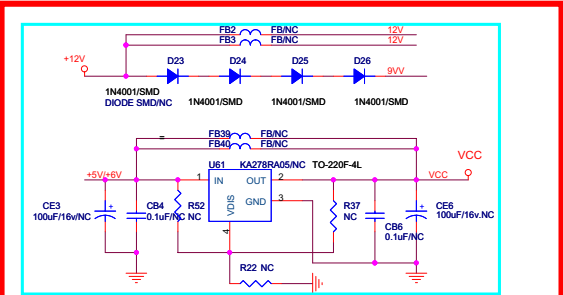 FB2 FB/NC 12V
FB3 FB/NC 12V
+12V D23 D24 D25 D26 9VV
1N4001/SMD
DIODE SMD/NC 1N4001/SMD 1N4001/SMD 1N4001/SMD
= FB39 FB/NC
FB40 FB/NC
U61 KA278RA05/NC TO-220F-4L VCC
+5V/+6V 1 IN OUT 2 VCC
CE3 100uF/16v/NC
CB4 0.1uF/NC
R52 NC
VDIS GND 3
4
R37 NC
CB6 0.1uF/NC
CE6 100uF/16v.NC
R22 NC